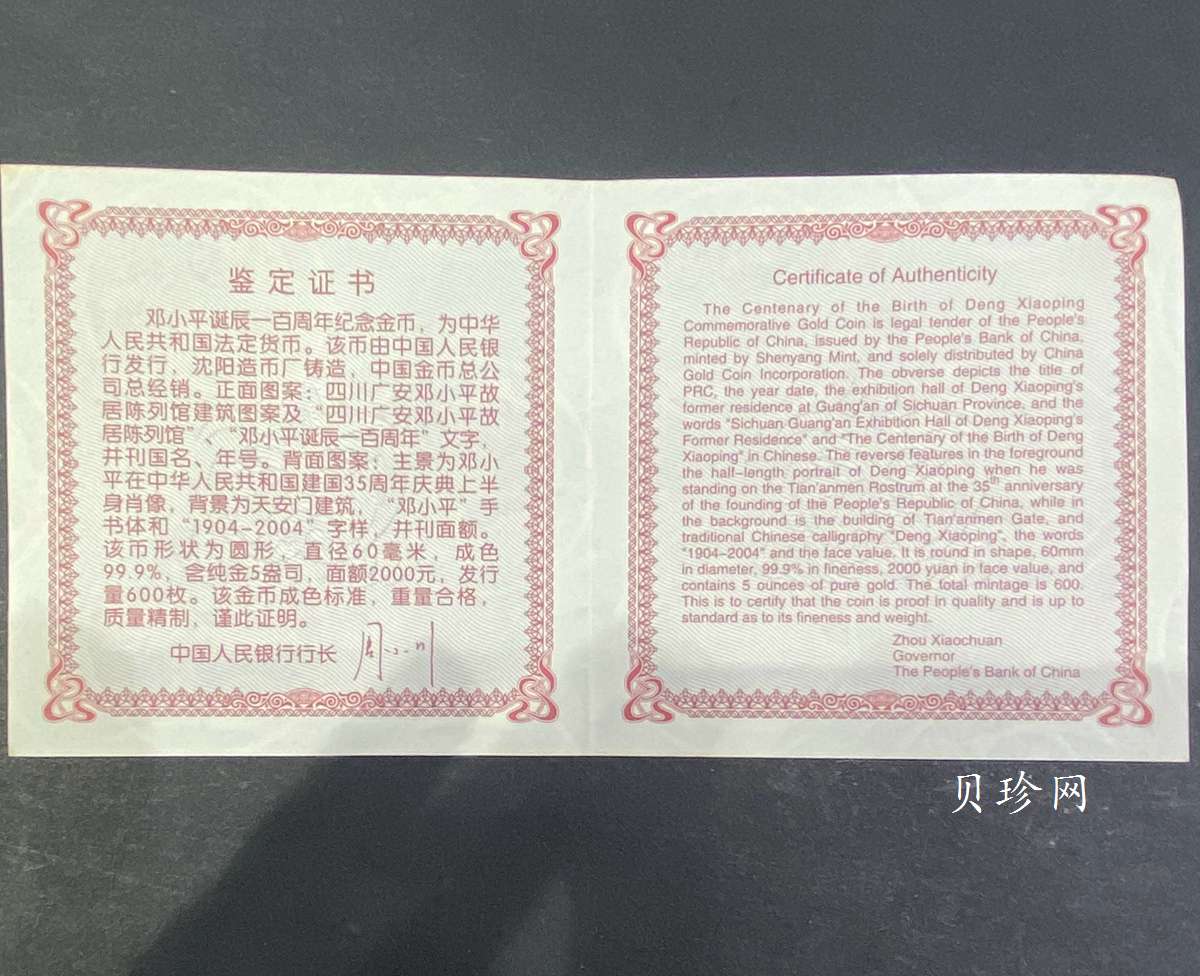 鉴定证书
邓小平诞辰一百周年纪念金币，为中华
人民共和国法定货币。该币由中国人民银
行发行，沈阳造币厂铸造，中国金币总公
司总经销。正面图案：四川广安邓小平故
居陈列馆建筑图案及“四川广安邓小平故
居陈列馆”、“邓小平诞辰一百周年”文字，
并刊国名、年号。背面图案：主景为邓小
平在中华人民共和国建国35周年庆典上半
身肖像，背景为天安门建筑，“邓小平”手
书体和“1904-2004”字样，并刊面额。
该币形状为圆形，直径60毫米，成色
99.9%，含纯金5盎司，面额2000元，发行
量600枚。该金币成色标准，重量合格，
质量精制，谨此证明。
中国人民银行行长 周小川
Certificate of Authenticity
The Centenary of the Birth of Deng Xiaoping
Commemorative Gold Coin is legal tender of the People's
Republic of China, issued by the People's Bank of China,
minted by Shenyang Mint, and solely distributed by China
Gold Coin Incorporation. The obverse depicts the title of
PRC, the year date, the exhibition hall of Deng Xiaoping's
former residence at Guang'an of Sichuan Province, and the
words "Sichuan Guang'an Exhibition Hall of Deng Xiaoping's
Former Residence" and "The Centenary of the Birth of Deng
Xiaoping" in Chinese. The reverse features in the foreground
the half-length portrait of Deng Xiaoping when he was
standing on the Tian'anmen Rostrum at the 35th anniversary
of the founding of the People's Republic of China, while in
the background is the building of Tian'anmen Gate, and
traditional Chinese calligraphy "Deng Xiaoping", the words
"1904-2004" and the face value. It is round in shape, 60mm
in diameter, 99.9% in fineness, 2000 yuan in face value, and
contains 5 ounces of pure gold. The total mintage is 600.
This is to certify that the coin is proof in quality and is up to
standard as to its fineness and weight.
Zhou Xiaochuan
Governor
The People's Bank of China
贝珍网